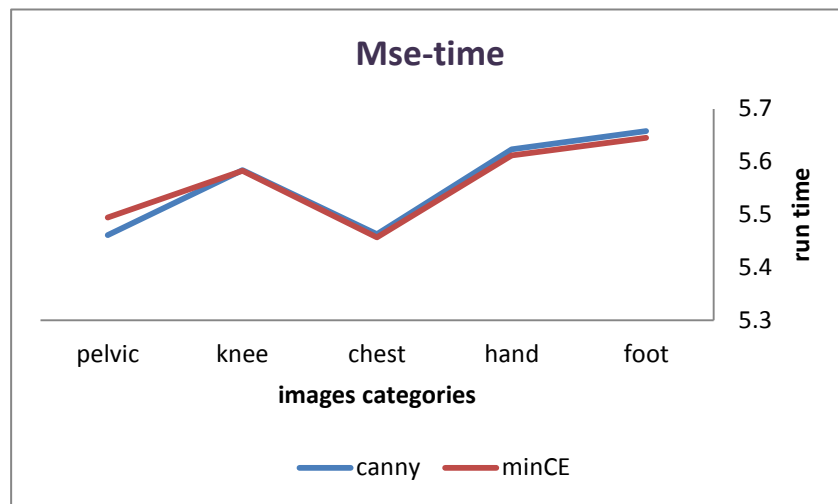 Mse-time
5.7
5.6
5.5
5.4
5.3
run time
pelvic knee chest hand foot
images categories
canny minCE